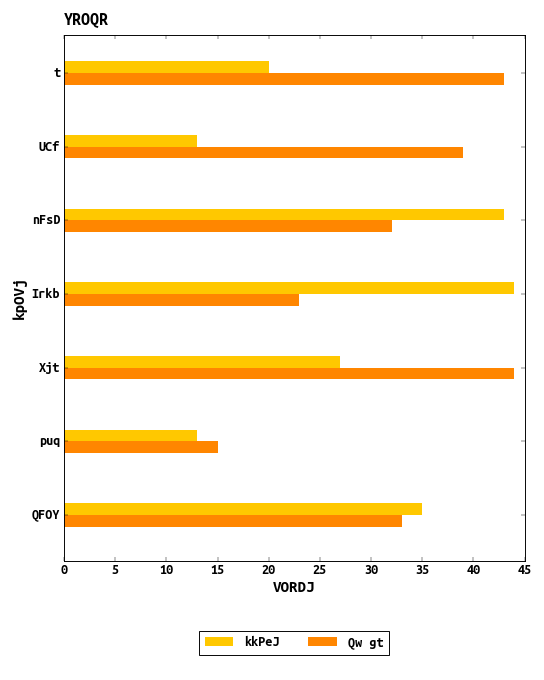 YROQR
t
UCf
nFsD
Irkb
Xjt
puq
QFOY
kpOVj
0 5 10 15 20 25 30 35 40 45
VORDJ
kkPeJ Qw gt